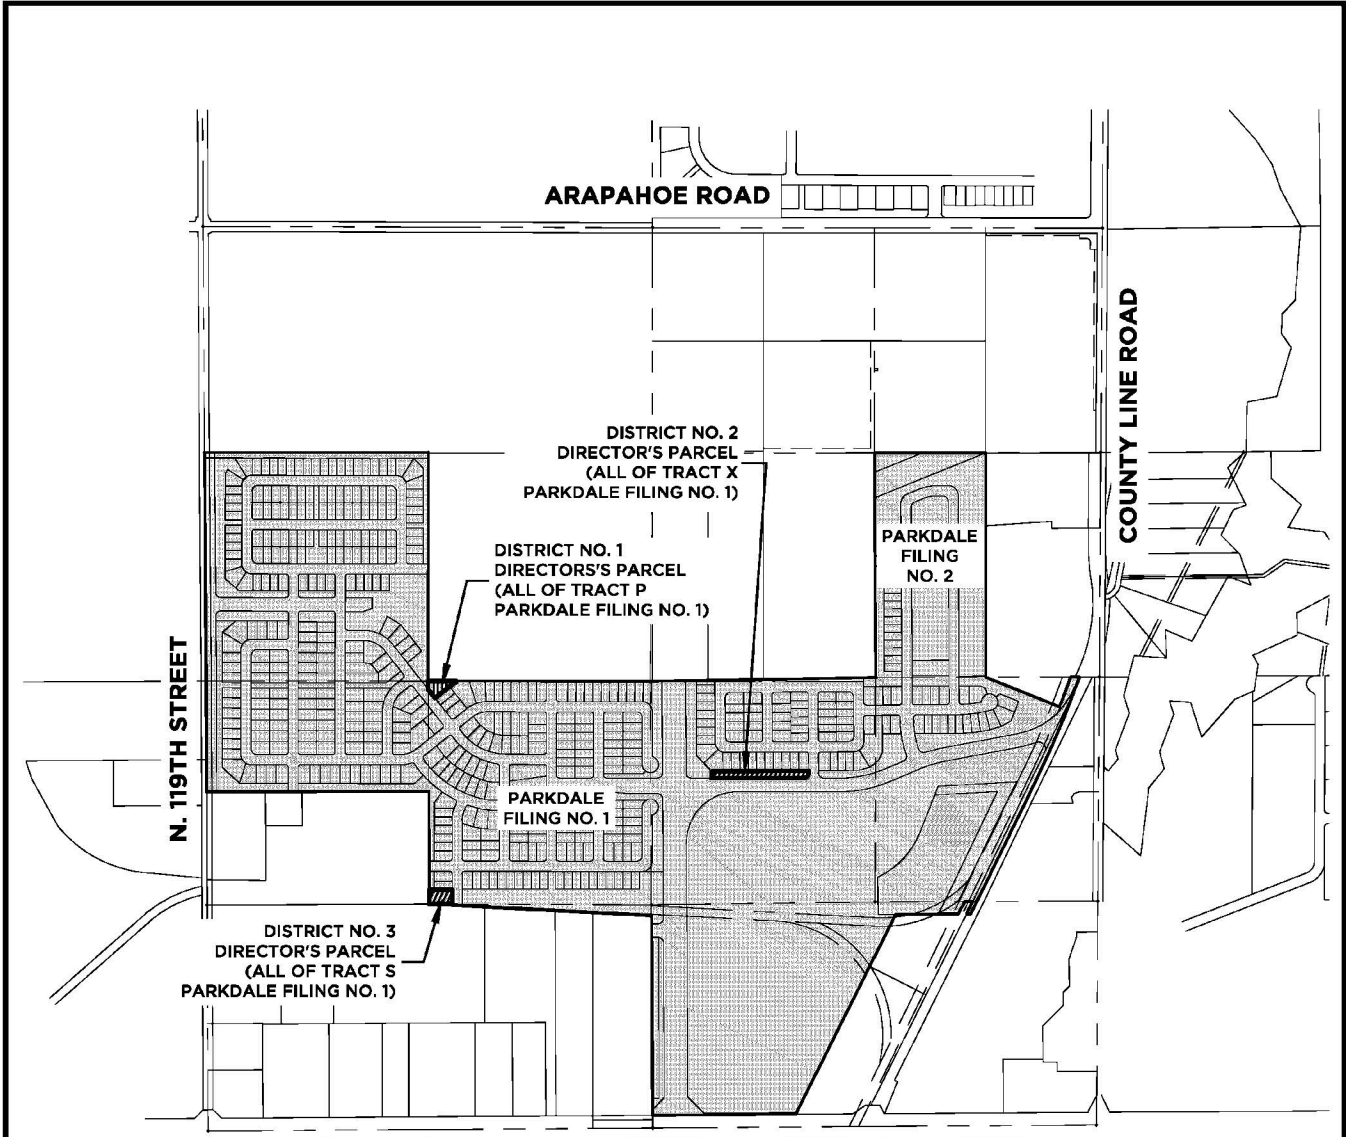 ARAPAHOE ROAD
COUNTY LINE ROAD
DISTRICT NO. 2
DIRECTOR'S PARCEL
(ALL OF TRACT X
PARKDALE FILING NO. 1)
PARKDALE
FILING
NO. 2
DISTRICT NO. 1
DIRECTORS'S PARCEL
(ALL OF TRACT P
PARKDALE FILING NO. 1)
N. 119TH STREET
PARKDALE
FILING NO. 1
DISTRICT NO. 3
DIRECTOR'S PARCEL
(ALL OF TRACT S
PARKDALE FILING NO. 1)